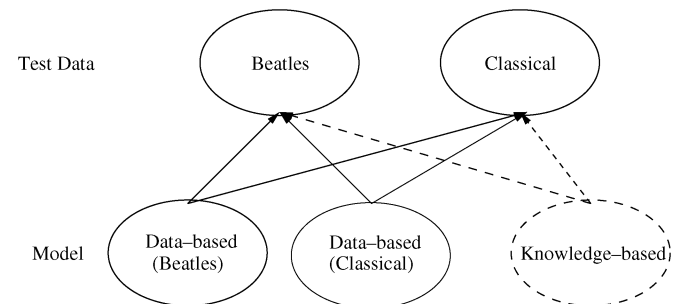 Test Data
Beatles
Classical
Model
Data–based
(Beatles)
Data–based
(Classical)
Knowledge–based